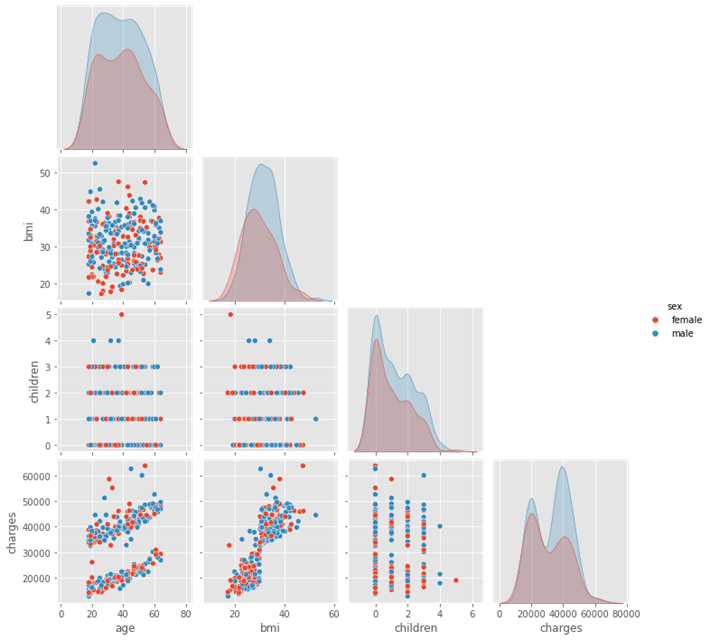 50
40
30
20
bmi
5
4
3
2
1
0
children
sex
female
male
60000
50000
40000
30000
20000
charges
0 20 40 60 80
20 40 60
0 2 4 6
0 20000 40000 60000 80000
age
bmi
children
charges